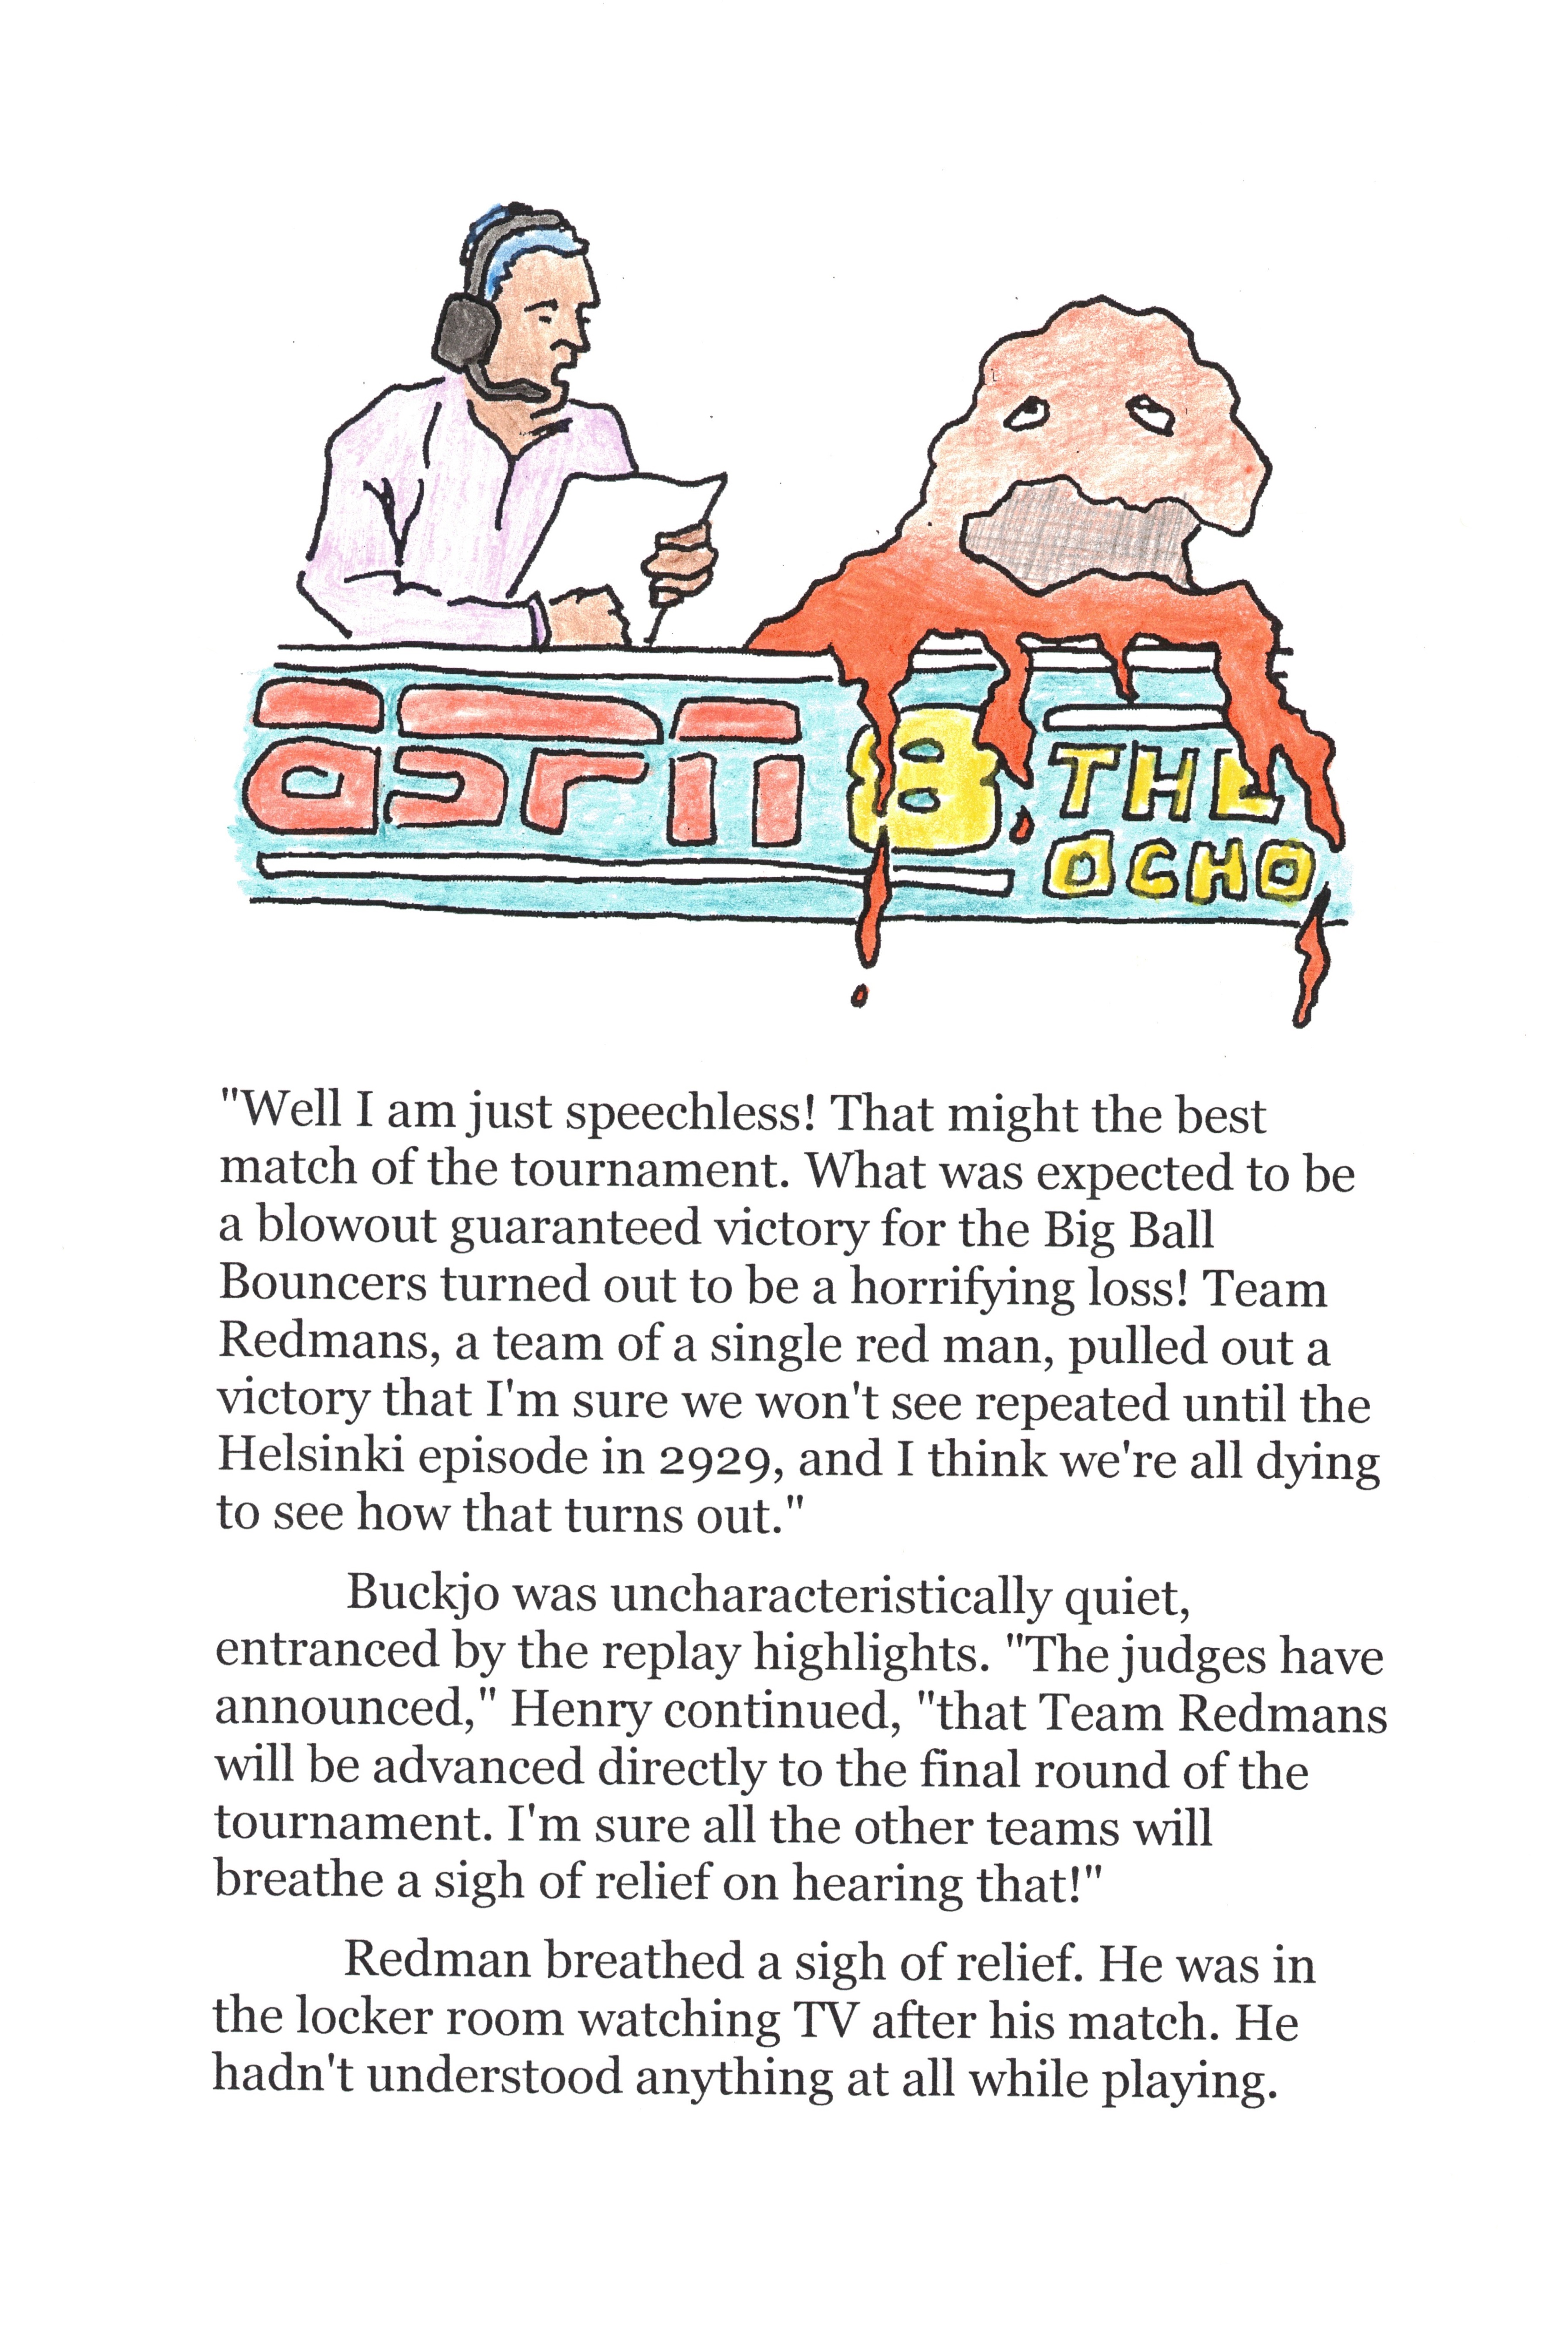 ESPN 8 THE
OCHO
"Well I am just speechless! That might the best
match of the tournament. What was expected to be
a blowout guaranteed victory for the Big Ball
Bouncers turned out to be a horrifying loss! Team
Redmans, a team of a single red man, pulled out a
victory that I'm sure we won't see repeated until the
Helsinki episode in 2929, and I think we're all dying
to see how that turns out."
Buckjo was uncharacteristically quiet,
entranced by the replay highlights. "The judges have
announced," Henry continued, "that Team Redmans
will be advanced directly to the final round of the
tournament. I'm sure all the other teams will
breathe a sigh of relief on hearing that!"
Redman breathed a sigh of relief. He was in
the locker room watching TV after his match. He
hadn't understood anything at all while playing.